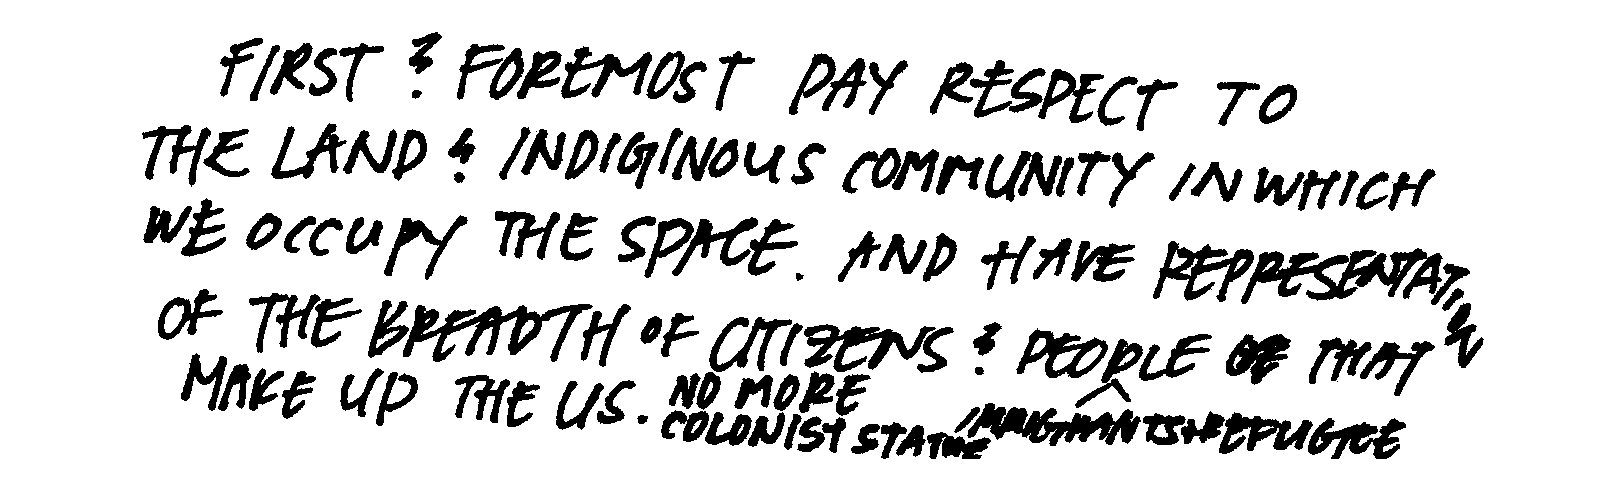 FIRST & FOREMOST PAY RESPECT TO
THE LAND & INDIGINOUS COMMUNITY IN WHICH
WE OCCUPY THE SPACE. AND HAVE REPRESENTATION
OF THE BREADTH OF CITIZENS & PEOPLE THAT
MAKE UP THE US. NO MORE
COLONIST STATUE
IMMIGRANTS + REFUGEE